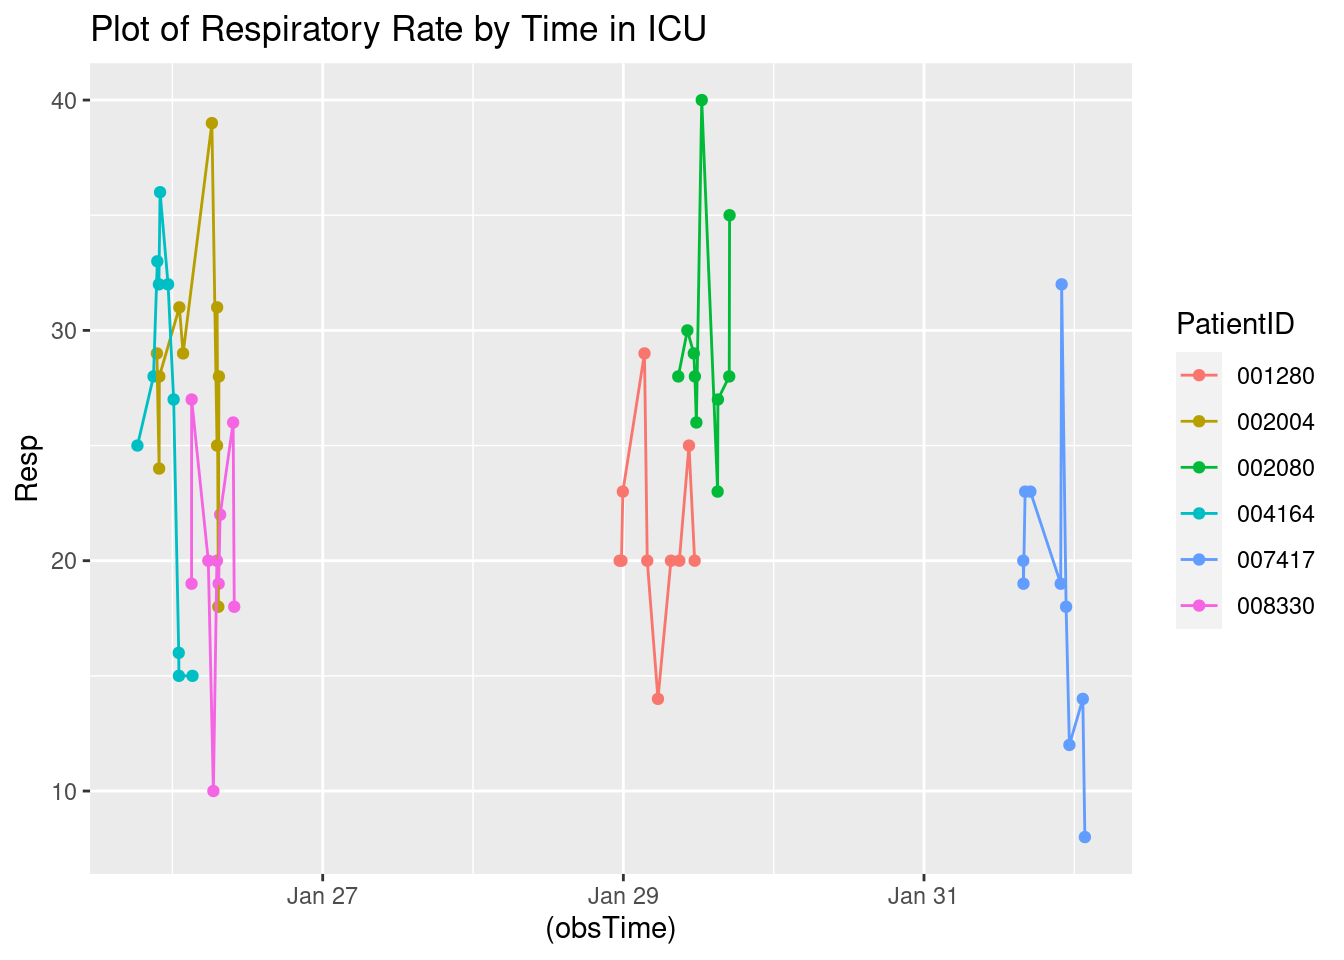 Plot of Respiratory Rate by Time in ICU
40
30
20
10
Resp
Jan 27
Jan 29
Jan 31
(obsTime)
PatientID
001280
002004
002080
004164
007417
008330